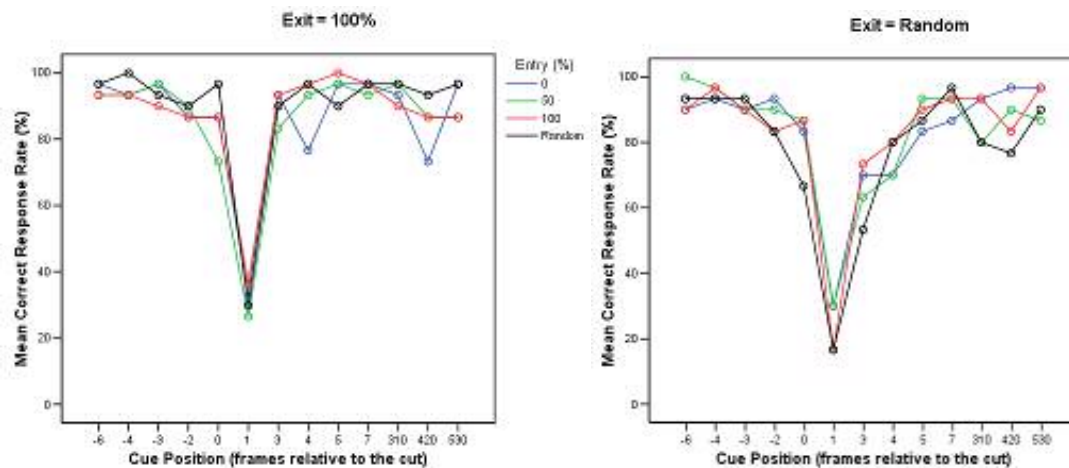 Exit = 100%
Mean Correct Response Rate (%)
100
80
60
40
20
0
-6 -4 -3 -2 0 1 3 4 5 7 310 420 530
Cue Position (frames relative to the cut)
Entry (%)
0
50
100
Random
Exit = Random
Mean Correct Response Rate (%)
100
80
60
40
20
0
-6 -4 -3 -2 0 1 3 4 5 7 310 420 530
Cue Position (frames relative to the cut)